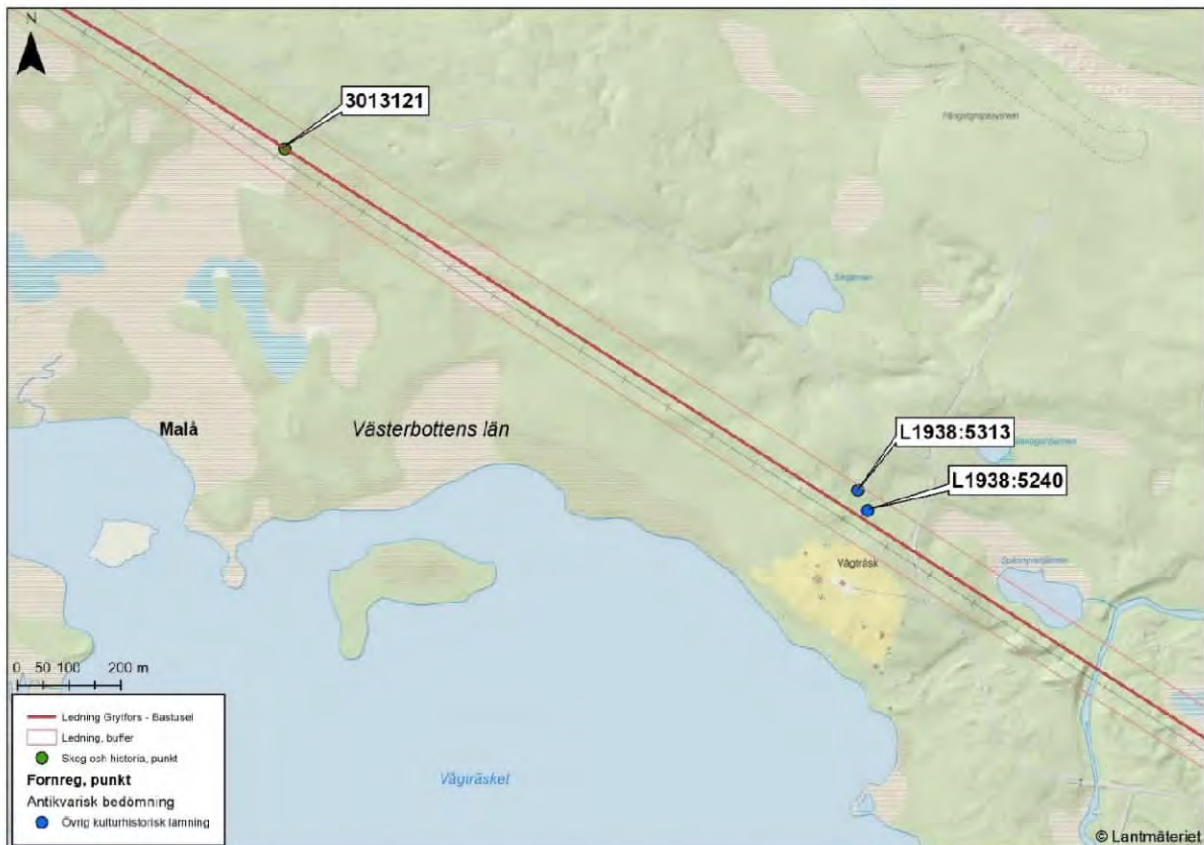 N
3013121
Fångstgropssystem
Malå
Västerbottens län
L1938:5313
L1938:5240
Vågträsk
0 50 100 200 m
Ledning Grytfors - Bastusel
Ledning, buffer
Skog och historia, punkt
Fornreg, punkt
Antikvarisk bedömning
Övrig kulturhistorisk lämning
Vågträsket
© Lantmäteriet